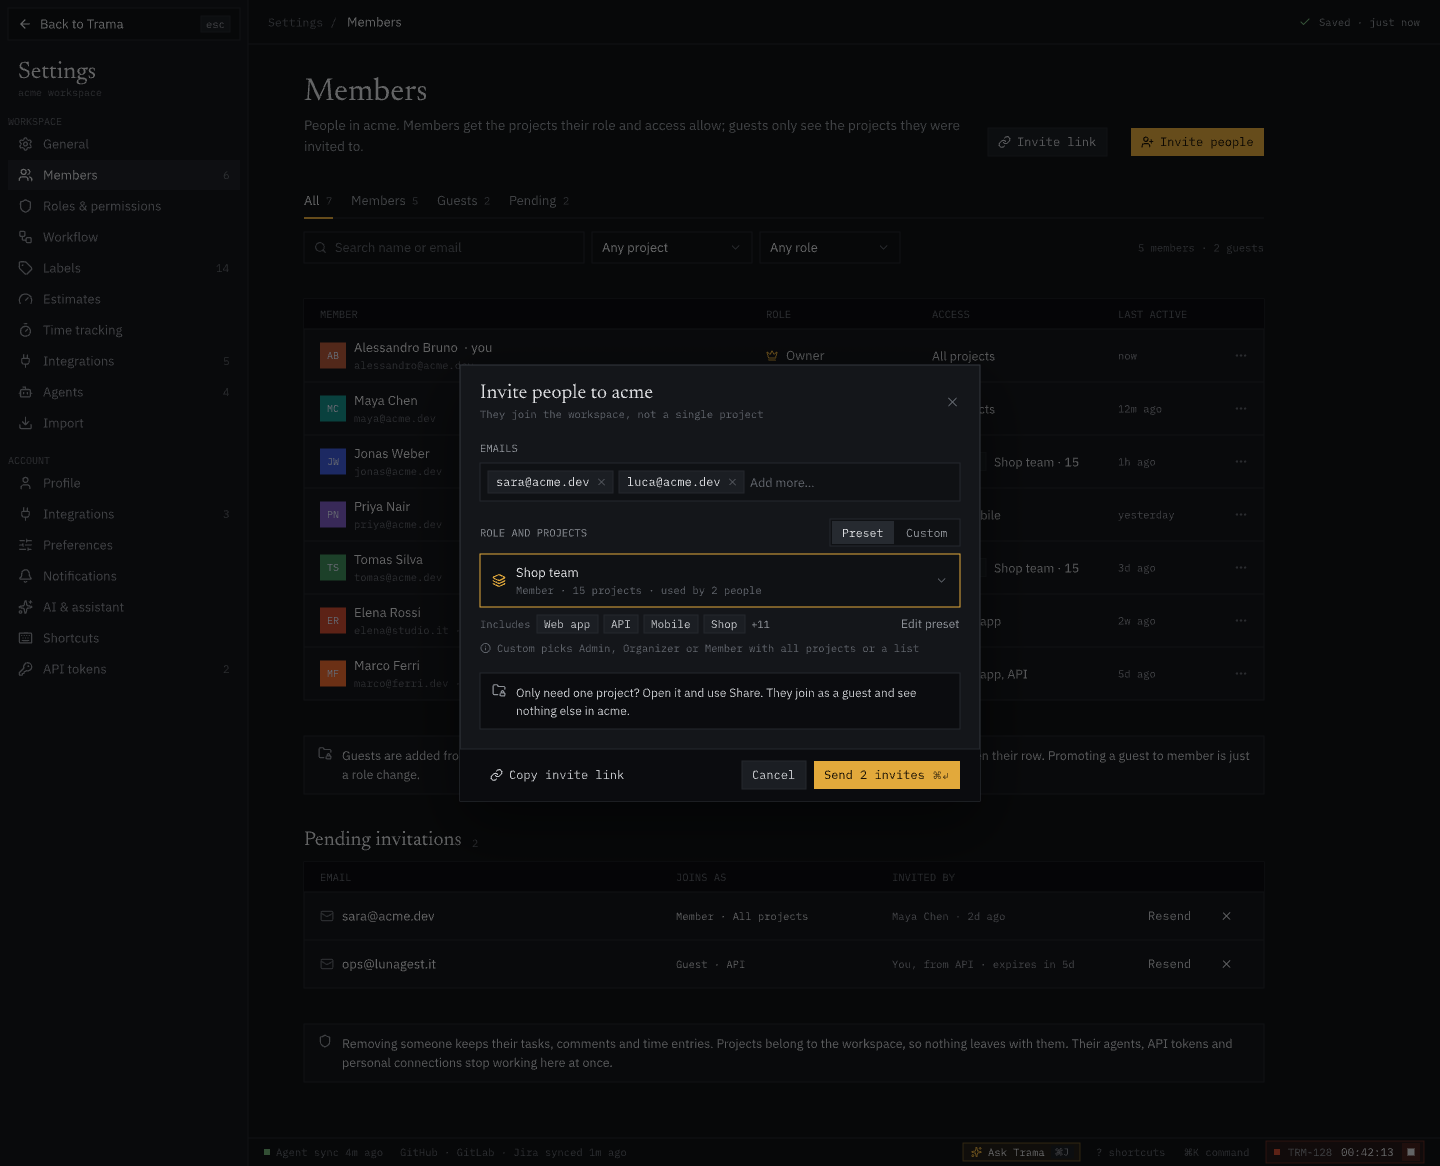 Back to Trama esc
Settings
acme workspace
WORKSPACE
General
Members 6
Roles & permissions
Workflow
Labels 14
Estimates
Time tracking
Integrations 5
Agents 4
Import
ACCOUNT
Profile
Integrations 3
Preferences
Notifications
AI & assistant
Shortcuts
API tokens 2
Settings / Members
Saved · just now
Members
People in acme. Members get the projects their role and access allow; guests only see the projects they were
invited to.
Invite link
Invite people
All 7 Members 5 Guests 2 Pending 2
Search name or email
Any project
Any role
5 members · 2 guests
MEMBER ROLE ACCESS LAST ACTIVE
AB Alessandro Bruno · you Owner All projects now ···
alessandro@acme.dev
MC Maya Chen cts 12m ago ···
maya@acme.dev
JW Jonas Weber Shop team · 15 1h ago ···
jonas@acme.dev
PN Priya Nair bile yesterday ···
priya@acme.dev
TS Tomas Silva Shop team · 15 3d ago ···
tomas@acme.dev
ER Elena Rossi app 2w ago ···
elena@studio.it ·
MF Marco Ferri app, API 5d ago ···
marco@ferri.dev ·
Invite people to acme
They join the workspace, not a single project
EMAILS
sara@acme.dev luca@acme.dev Add more...
ROLE AND PROJECTS Preset Custom
Shop team
Member · 15 projects · used by 2 people
Includes Web app API Mobile Shop +11 Edit preset
Custom picks Admin, Organizer or Member with all projects or a list
Only need one project? Open it and use Share. They join as a guest and see
nothing else in acme.
Copy invite link Cancel Send 2 invites ⌘↵
Guests are added fro n their row. Promoting a guest to member is just
a role change.
Pending invitations 2
EMAIL JOINS AS INVITED BY
sara@acme.dev Member · All projects Maya Chen · 2d ago Resend
ops@lunagest.it Guest · API You, from API · expires in 5d Resend
Removing someone keeps their tasks, comments and time entries. Projects belong to the workspace, so nothing leaves with them. Their agents, API tokens and
personal connections stop working here at once.
Agent sync 4m ago GitHub · GitLab · Jira synced 1m ago Ask Trama ⌘J ? shortcuts ⌘K command TRM-128 00:42:13